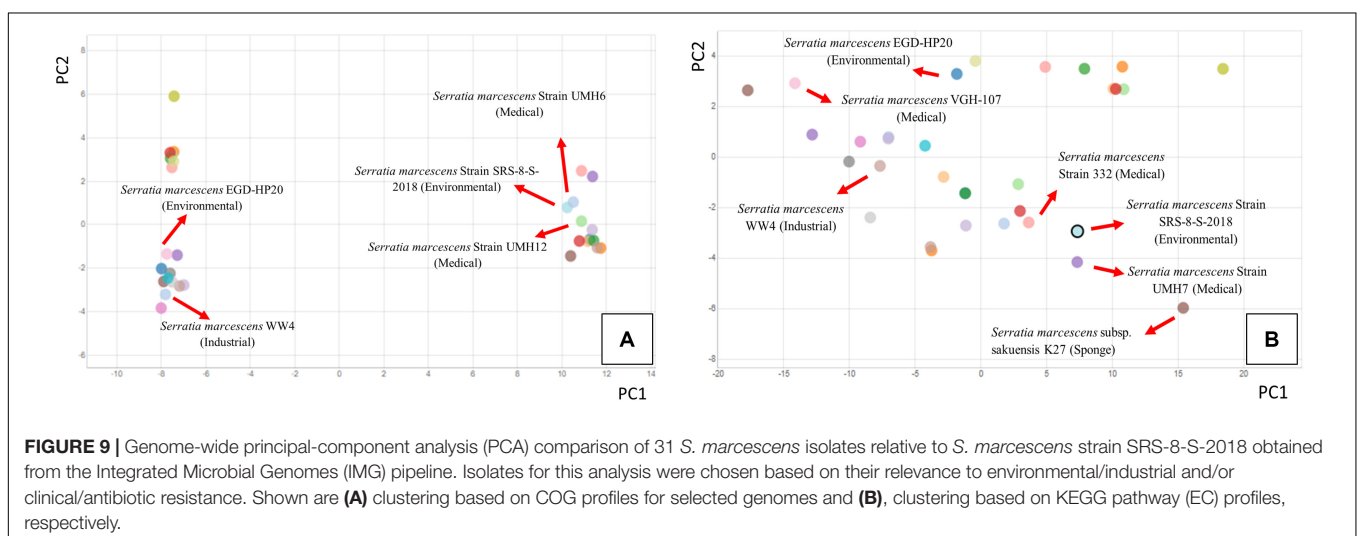 PC2
8
6
4
2
0
-2
-4
-6
-10
-8
-6
-4
-2
0
2
4
6
8
10
12
14
PC1
Serratia marcescens EGD-HP20
(Environmental)
Serratia marcescens WW4
(Industrial)
Serratia marcescens Strain UMH6
(Medical)
Serratia marcescens Strain SRS-8-S-
2018 (Environmental)
Serratia marcescens Strain UMH12
(Medical)
A
PC2
4
2
0
-2
-4
-6
-8
-20
-15
-10
-5
0
5
10
15
20
PC1
Serratia marcescens EGD-HP20
(Environmental)
Serratia marcescens VGH-107
(Medical)
Serratia marcescens
WW4 (Industrial)
Serratia marcescens
Strain 332 (Medical)
Serratia marcescens Strain
SRS-8-S-2018
(Environmental)
Serratia marcescens Strain
UMH7 (Medical)
Serratia marcescens subsp.
sakuensis K27 (Sponge)
B
FIGURE 9 | Genome-wide principal-component analysis (PCA) comparison of 31 S. marcescens isolates relative to S. marcescens strain SRS-8-S-2018 obtained
from the Integrated Microbial Genomes (IMG) pipeline. Isolates for this analysis were chosen based on their relevance to environmental/industrial and/or
clinical/antibiotic resistance. Shown are (A) clustering based on COG profiles for selected genomes and (B), clustering based on KEGG pathway (EC) profiles,
respectively.